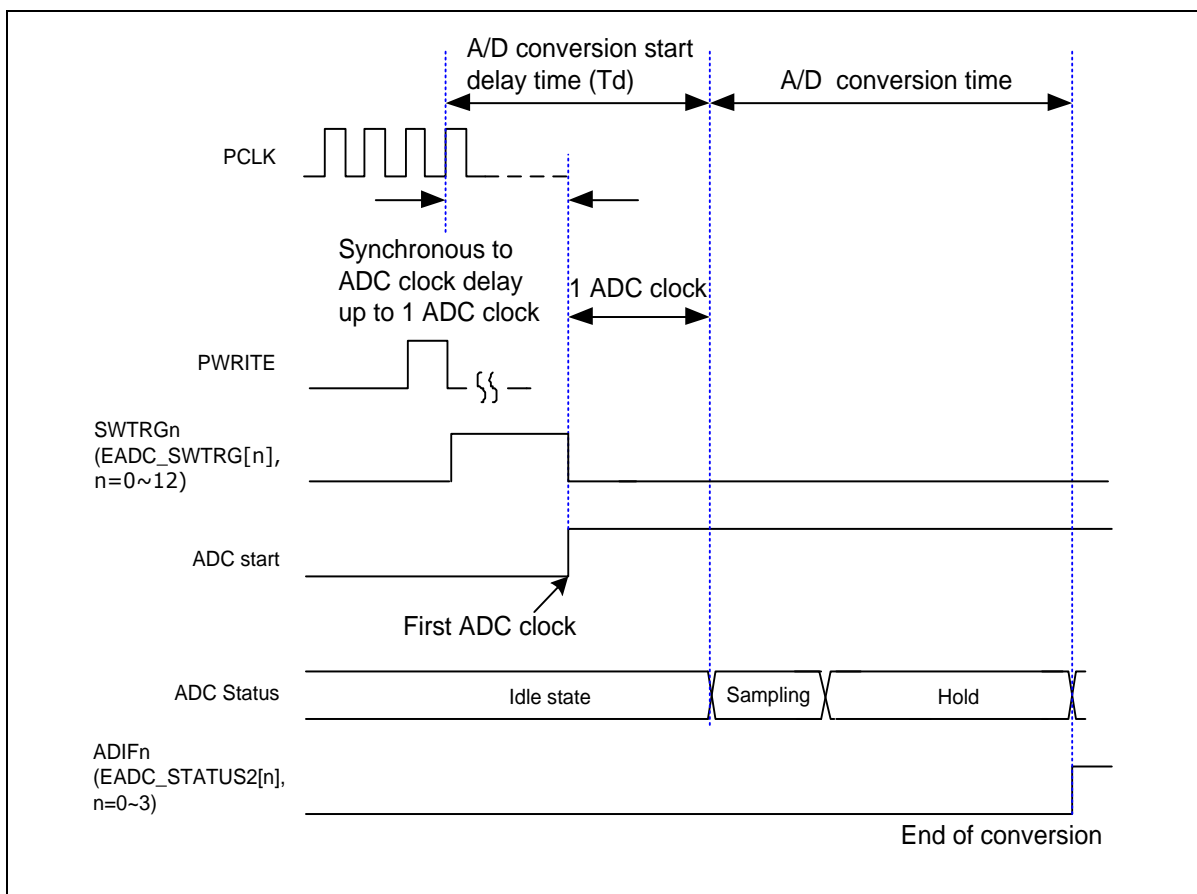 A/D conversion start
delay time (Td)
A/D conversion time
PCLK
Synchronous to
ADC clock delay
up to 1 ADC clock
1 ADC clock
PWRITE
SWTRGn
(EADC_SWTRG[n],
n=0~12)
ADC start
First ADC clock
ADC Status
Idle state
Sampling
Hold
ADIFn
(EADC_STATUS2[n],
n=0~3)
End of conversion